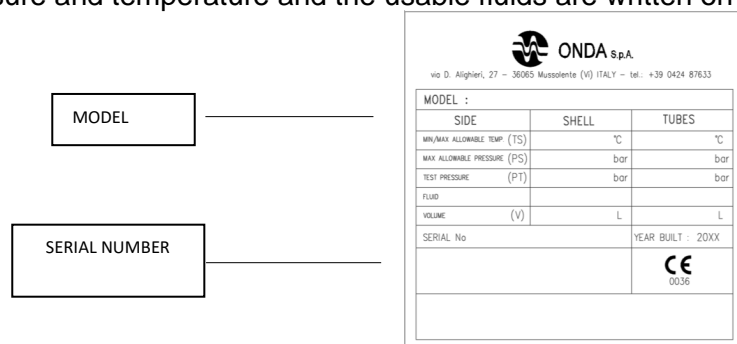 sure and temperature and the usable fluids are written on
ONDA S.p.A.
via D. Alighieri, 27 – 36065 Mussolente (VI) ITALY – tel.: +39 0424 87633
MODEL
MODEL :
SIDE SHELL TUBES
MIN/MAX ALLOWABLE TEMP. (TS) °C °C
MAX ALLOWABLE PRESSURE (PS) bar bar
TEST PRESSURE (PT) bar bar
FLUID
VOLUME (V) L L
SERIAL NUMBER
SERIAL No YEAR BUILT : 20XX
CE
0036